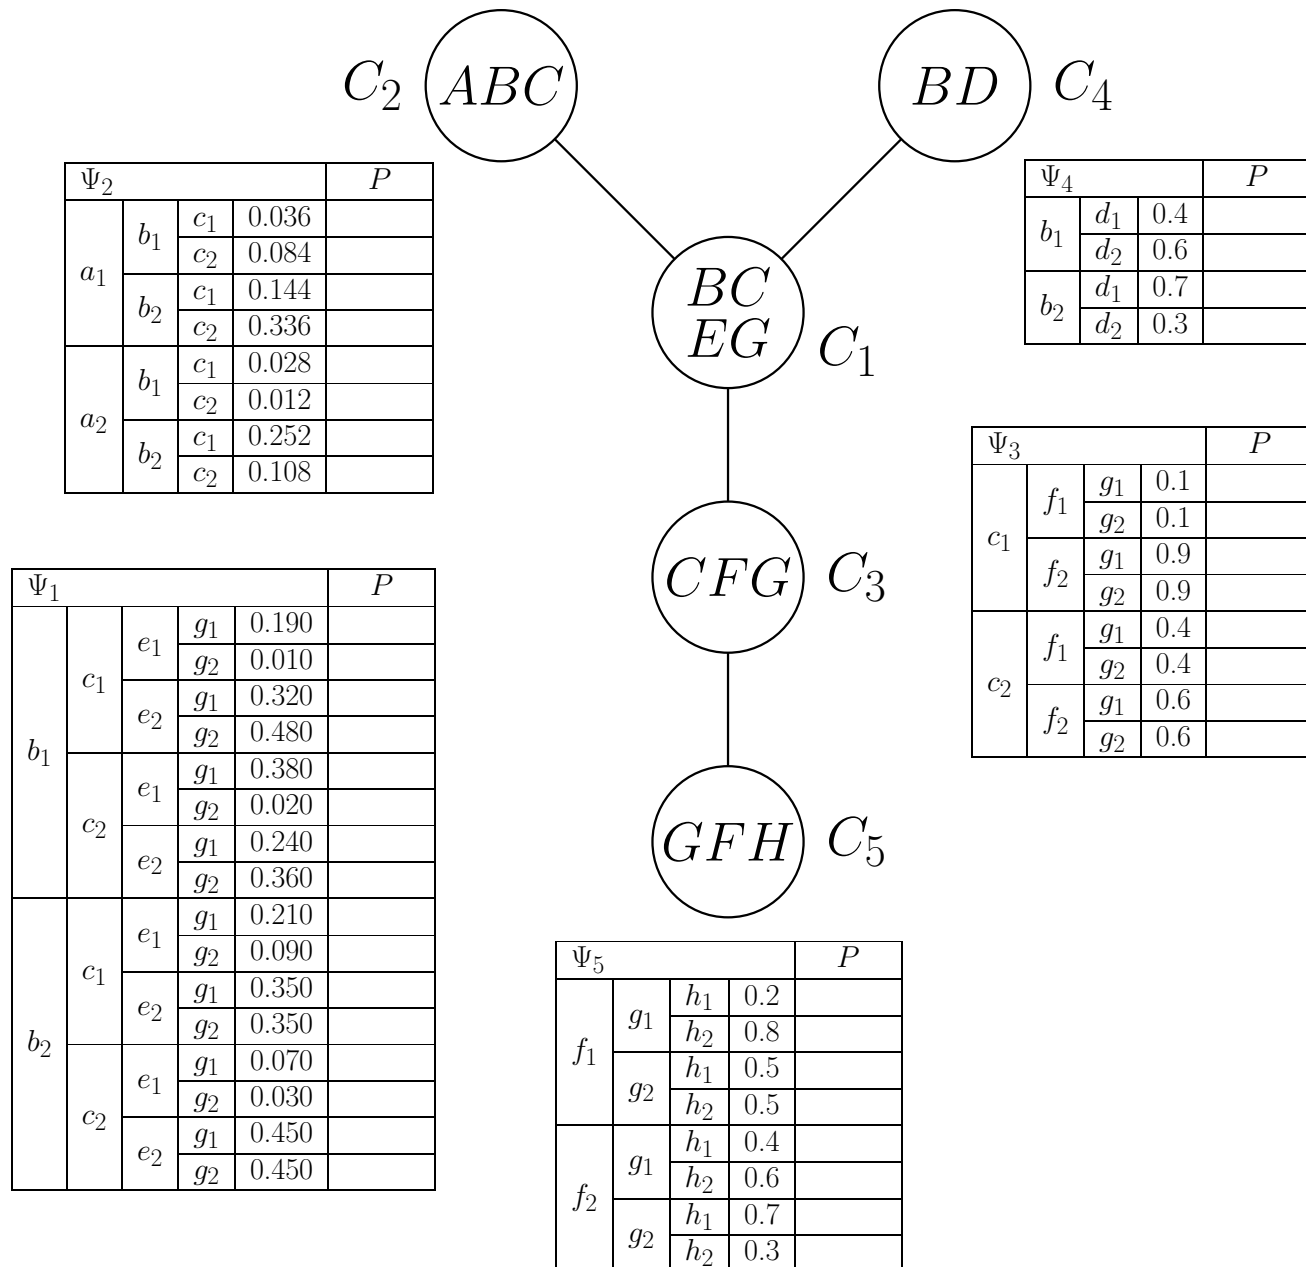 C₂ ABC
BD C₄
BC
EG C₁
CFG C₃
GFH C₅
Ψ₂ P
a₁ b₁ c₁ 0.036
c₂ 0.084
b₂ c₁ 0.144
c₂ 0.336
a₂ b₁ c₁ 0.028
c₂ 0.012
b₂ c₁ 0.252
c₂ 0.108
Ψ₄ P
b₁ d₁ 0.4
d₂ 0.6
b₂ d₁ 0.7
d₂ 0.3
Ψ₃ P
c₁ f₁ g₁ 0.1
g₂ 0.1
f₂ g₁ 0.9
g₂ 0.9
c₂ f₁ g₁ 0.4
g₂ 0.4
f₂ g₁ 0.6
g₂ 0.6
Ψ₁ P
b₁ c₁ e₁ g₁ 0.190
g₂ 0.010
e₂ g₁ 0.320
g₂ 0.480
c₂ e₁ g₁ 0.380
g₂ 0.020
e₂ g₁ 0.240
g₂ 0.360
b₂ c₁ e₁ g₁ 0.210
g₂ 0.090
e₂ g₁ 0.350
g₂ 0.350
c₂ e₁ g₁ 0.070
g₂ 0.030
e₂ g₁ 0.450
g₂ 0.450
Ψ₅ P
f₁ g₁ h₁ 0.2
h₂ 0.8
g₂ h₁ 0.5
h₂ 0.5
f₂ g₁ h₁ 0.4
h₂ 0.6
g₂ h₁ 0.7
h₂ 0.3